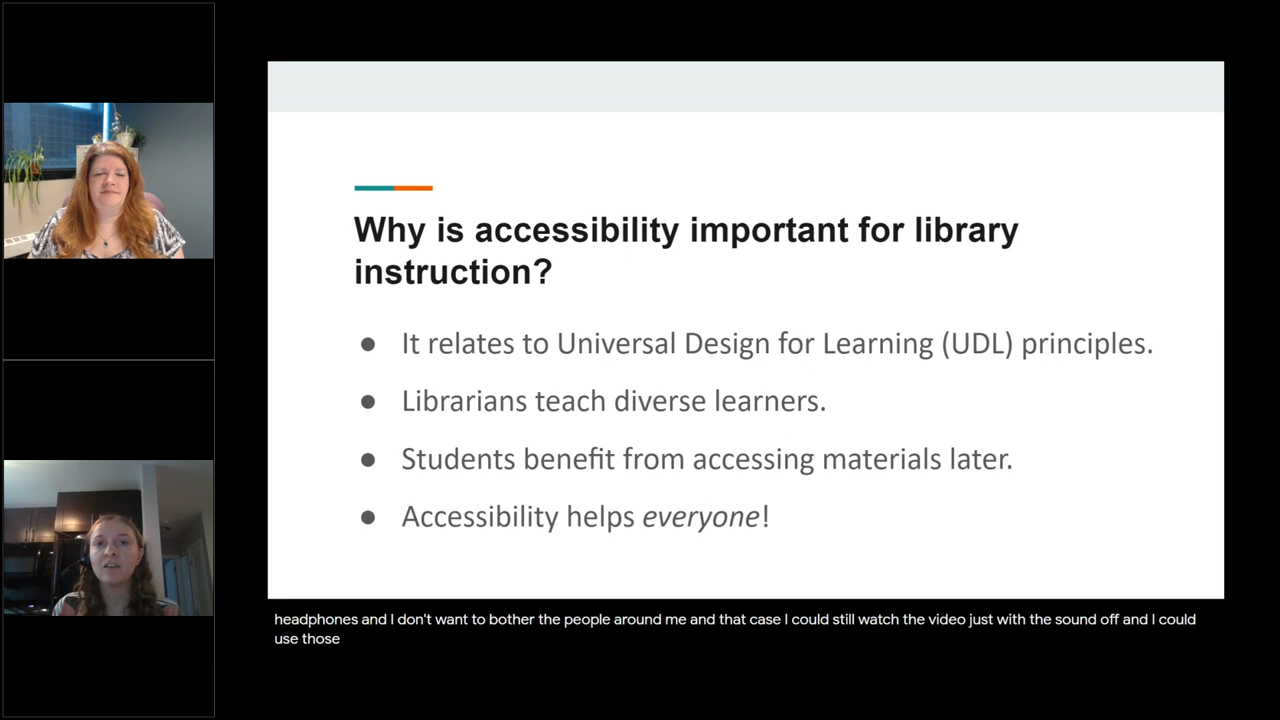 Why is accessibility important for library
instruction?
● It relates to Universal Design for Learning (UDL) principles.
● Librarians teach diverse learners.
● Students benefit from accessing materials later.
● Accessibility helps everyone!
headphones and I don't want to bother the people around me and that case I could still watch the video just with the sound off and I could
use those